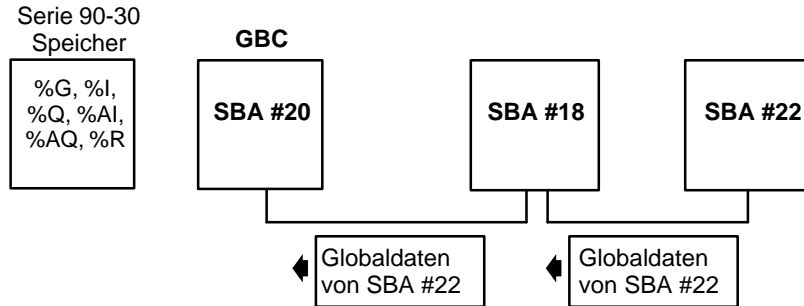 Serie 90-30
Speicher
%G, %I,
%Q, %AI,
%AQ, %R
GBC
SBA #20
SBA #18
SBA #22
Globaldaten
von SBA #22
Globaldaten
von SBA #22